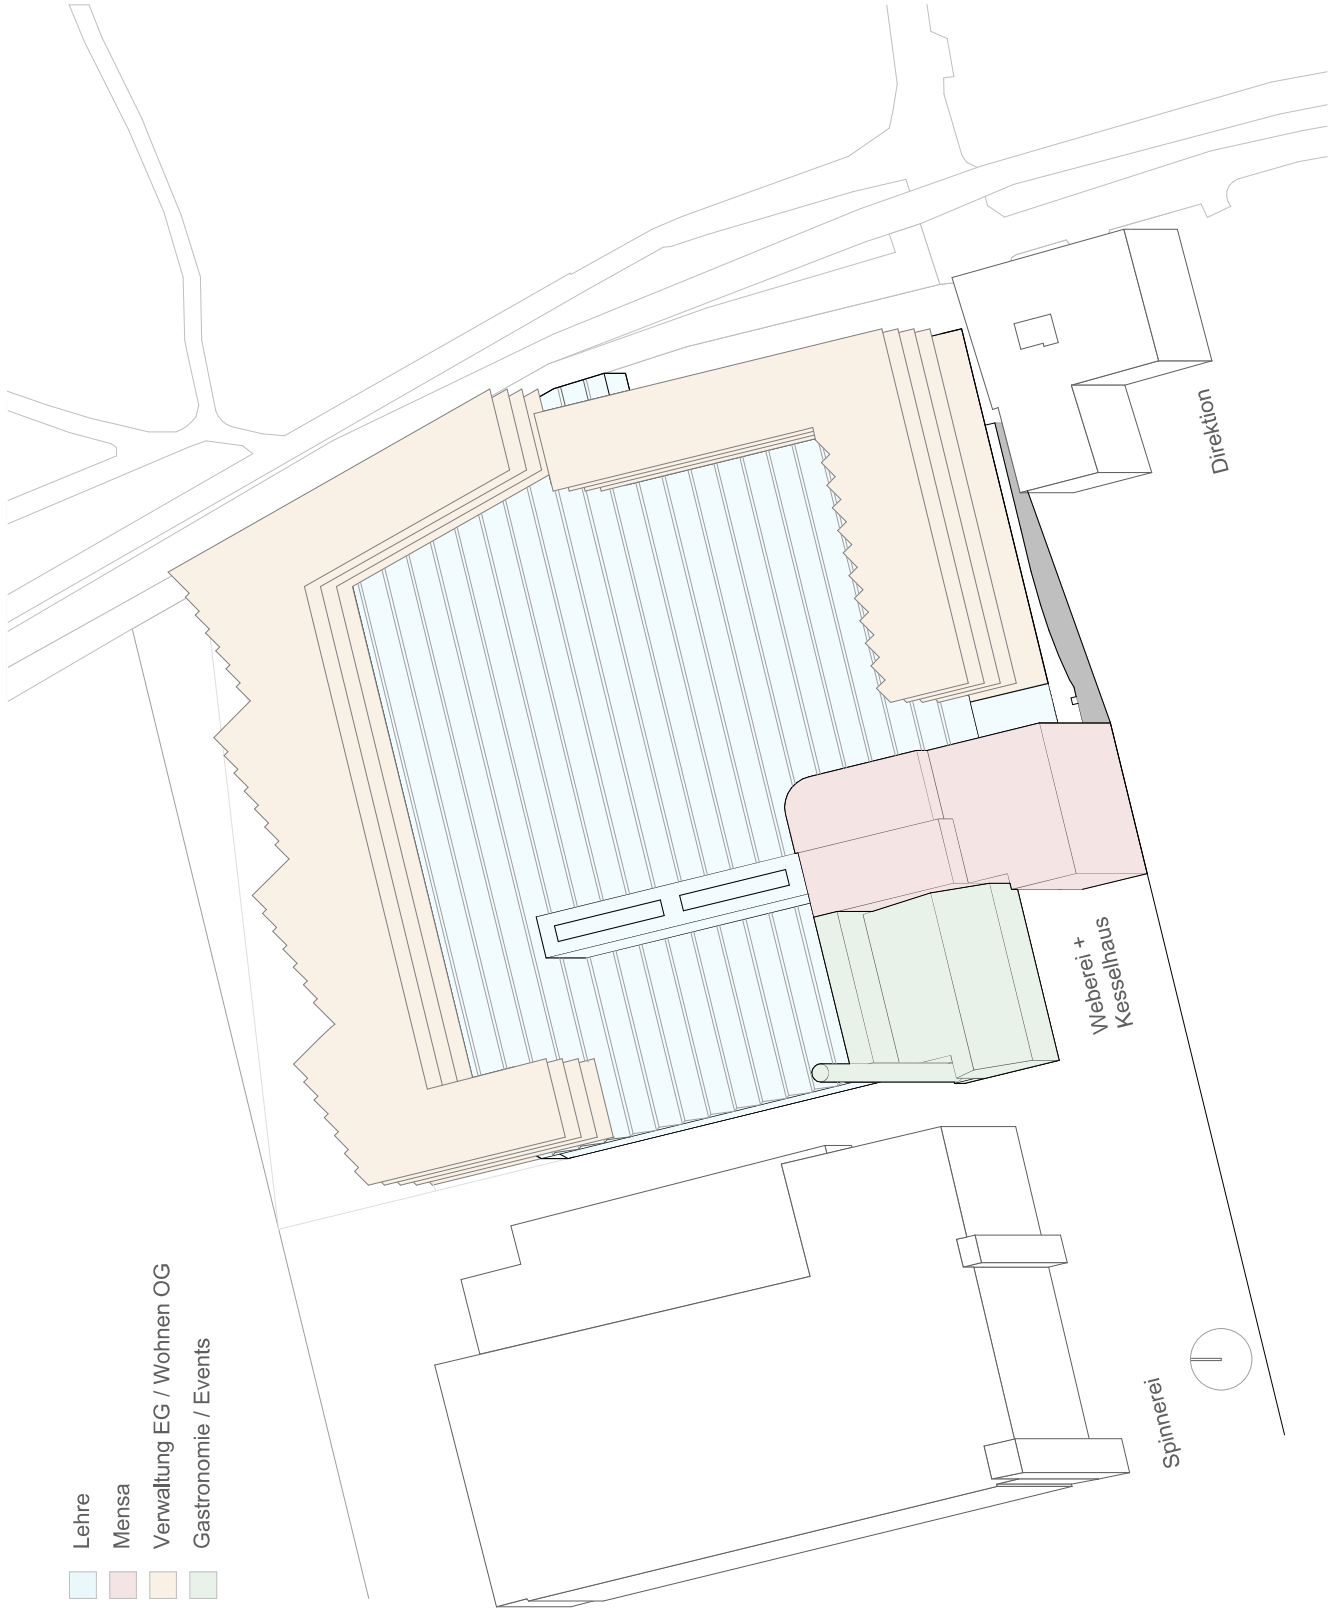 Lehre
Mensa
Verwaltung EG / Wohnen OG
Gastronomie / Events
Spinnerei
Weberei +
Kesselhaus
Direktion